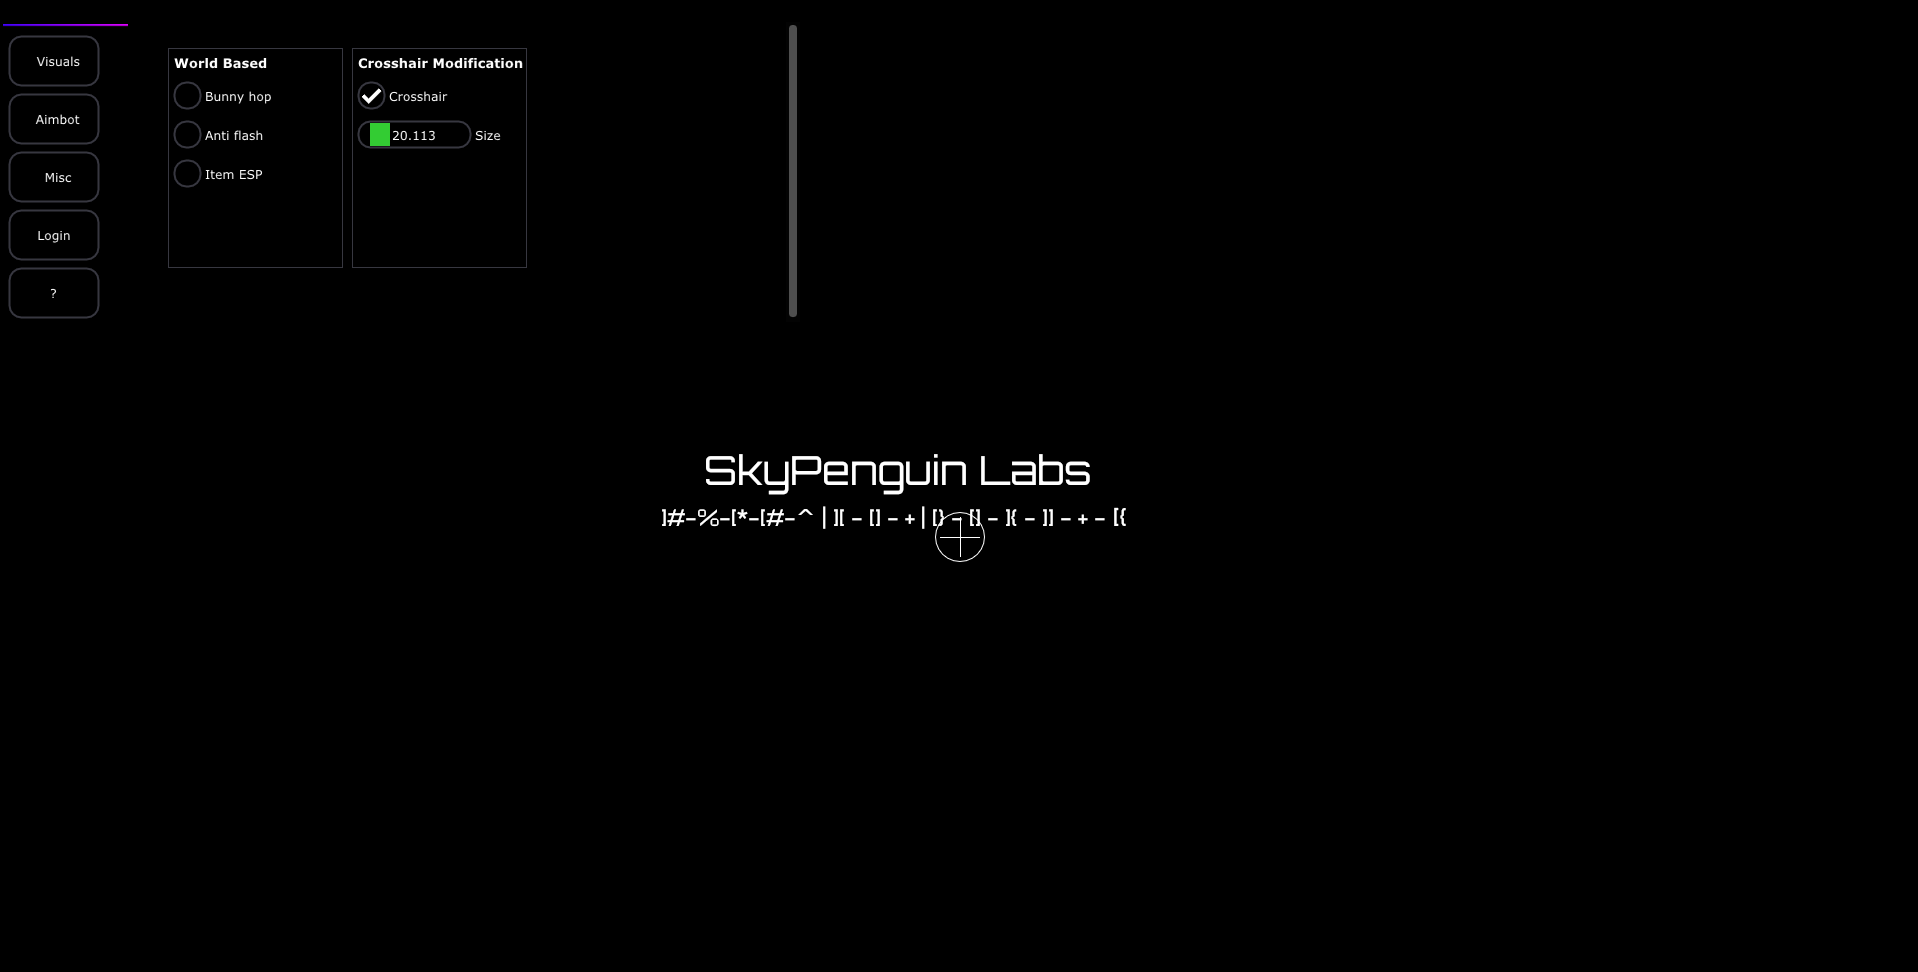 Visuals
Aimbot
Misc
Login
?
World Based
Bunny hop
Anti flash
Item ESP
Crosshair Modification
Crosshair
20.113 Size
SkyPenguin Labs
]#-%-[*-[#-^ | ][ - [] - + | [} - [] - ]{ - ]] - + - [{